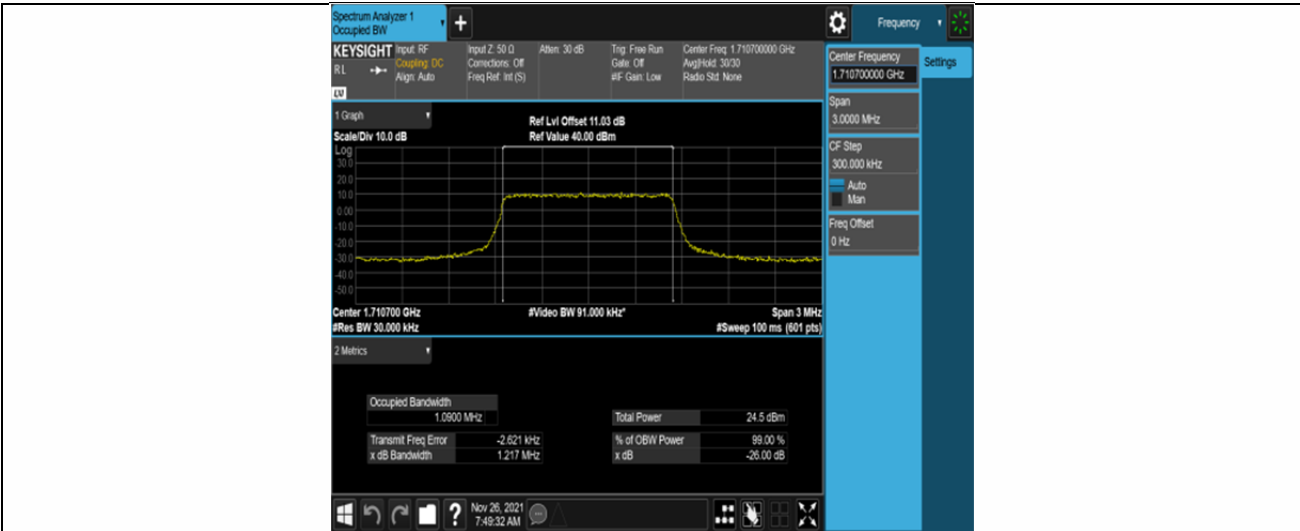 Spectrum Analyzer 1
Occupied BW
+
Frequency
KEYSIGHT
Input: RF
Coupling: DC
Align: Auto
Input Z: 50 Ω
Corrections: Off
Freq Ref: Int (S)
Atten: 30 dB
Trig: Free Run
Gate: Off
#IF Gain: Low
Center Freq: 1.710700000 GHz
Avg|Hold: 30/30
Radio Std: None
RL
LXI
Center Frequency
1.710700000 GHz
Settings
Span
3.0000 MHz
CF Step
300.000 kHz
Auto
Man
Freq Offset
0 Hz
1 Graph
Scale/Div 10.0 dB
Ref Lvl Offset 11.03 dB
Ref Value 40.00 dBm
Log
30.0
20.0
10.0
0.00
-10.0
-20.0
-30.0
-40.0
-50.0
Center 1.710700 GHz
#Res BW 30.000 kHz
#Video BW 91.000 kHz*
Span 3 MHz
#Sweep 100 ms (601 pts)
2 Metrics
Occupied Bandwidth
1.0900 MHz
Total Power 24.5 dBm
Transmit Freq Error -2.621 kHz
% of OBW Power 99.00 %
x dB Bandwidth 1.217 MHz
x dB -26.00 dB
?
Nov 26, 2021
7:49:32 AM